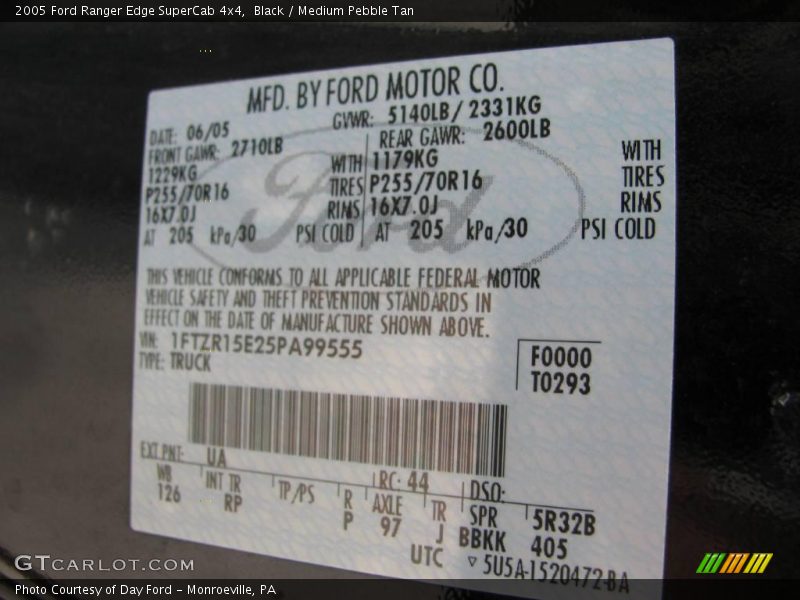 2005 Ford Ranger Edge SuperCab 4x4,  Black / Medium Pebble Tan
MFD. BY FORD MOTOR CO.
DATE: 06/05 GVWR: 5140LB/ 2331KG
FRONT GAWR: 2710LB REAR GAWR: 2600LB
1229KG WITH 1179KG WITH
P255/70R16 TIRES P255/70R16 TIRES
16X7.0J RIMS 16X7.0J RIMS
AT 205 kPa/30 PSI COLD AT 205 kPa/30 PSI COLD
Ford
THIS VEHICLE CONFORMS TO ALL APPLICABLE FEDERAL MOTOR
VEHICLE SAFETY AND THEFT PREVENTION STANDARDS IN
EFFECT ON THE DATE OF MANUFACTURE SHOWN ABOVE.
VIN: 1FTZR15E25PA99555
TYPE: TRUCK
F0000
T0293
EXT PNT: UA RC: 44 DSO:
WB INT TR TP/PS R AXLE TR SPR 5R32B
126 RP P 97 J BBKK 405
UTC ▽ 5U5A-1520472-BA
GTCARLOT.COM
Photo Courtesy of Day Ford – Monroeville, PA